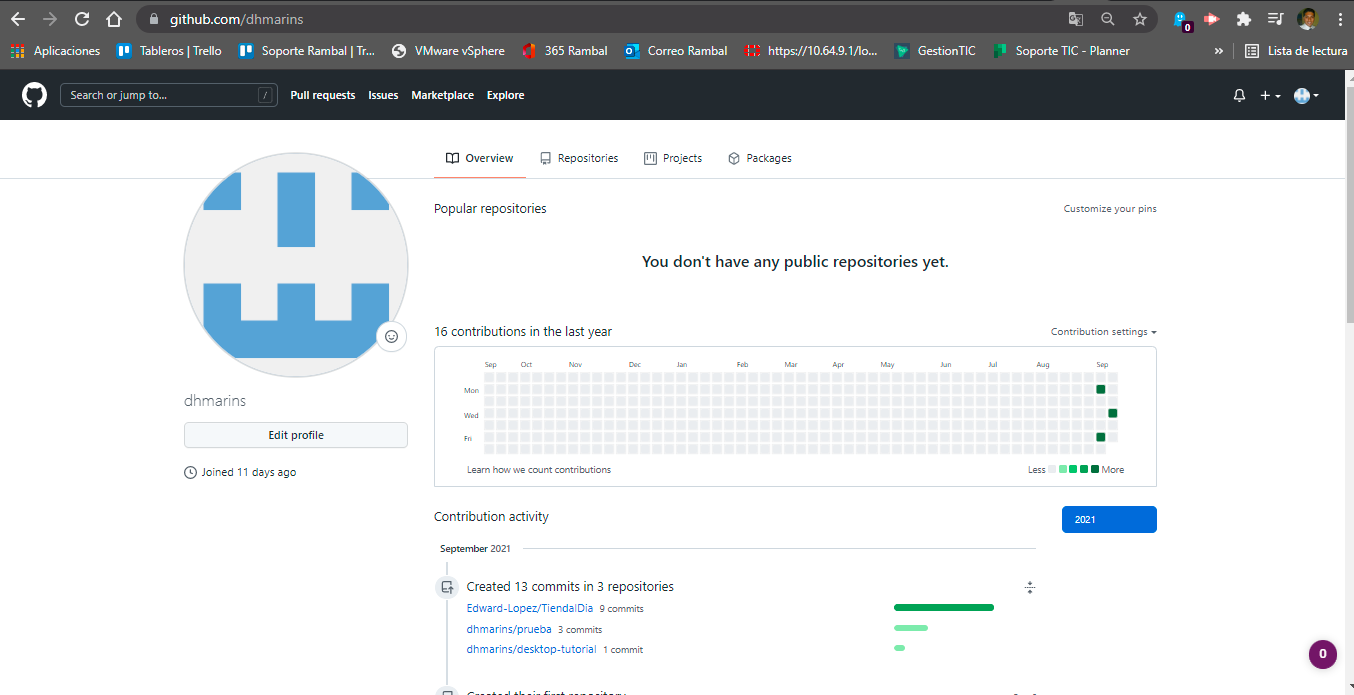 github.com/dhmarins
0
Aplicaciones Tableros | Trello Soporte Rambal | Tr... VMware vSphere 365 Rambal Correo Rambal https://10.64.9.1/lo... GestionTIC Soporte TIC - Planner » Lista de lectura
Search or jump to... / Pull requests Issues Marketplace Explore
Overview Repositories Projects Packages
Popular repositories Customize your pins
You don't have any public repositories yet.
16 contributions in the last year Contribution settings
Sep Oct Nov Dec Jan Feb Mar Apr May Jun Jul Aug Sep
Mon
Wed
Fri
Learn how we count contributions Less More
dhmarins
Edit profile
Joined 11 days ago
Contribution activity 2021
September 2021
Created 13 commits in 3 repositories
Edward-Lopez/TiendalDia 9 commits
dhmarins/prueba 3 commits
dhmarins/desktop-tutorial 1 commit
0
Created their first repository